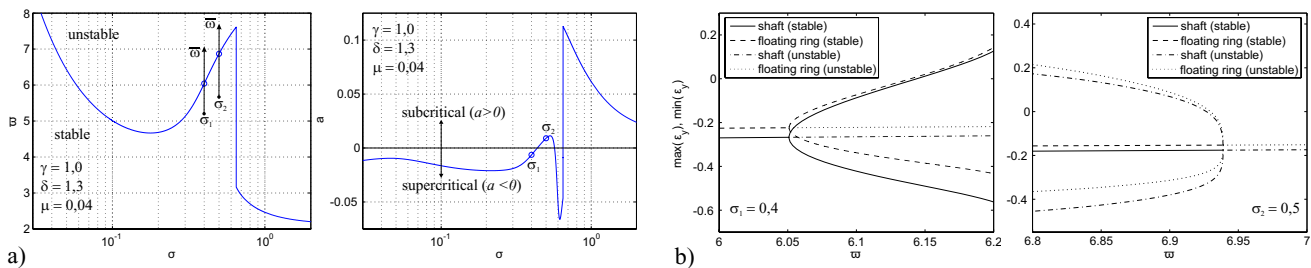 8
7
6
5
4
3
2
ϖ
unstable
stable
ϖ
ϖ
σ1
σ2
γ = 1,0
δ = 1,3
μ = 0,04
10^-1
10^0
σ
a)
0.1
0.05
0
-0.05
a
γ = 1,0
δ = 1,3
μ = 0,04
subcritical (a>0)
supercritical (a <0)
σ1
σ2
10^-1
10^0
σ
b)
0.2
0
-0.2
-0.4
-0.6
max(ε_y), min(ε_y)
shaft (stable)
floating ring (stable)
shaft (unstable)
floating ring (unstable)
σ1 = 0,4
6
6.05
6.1
6.15
6.2
ϖ
0.4
0.2
0
-0.2
-0.4
shaft (stable)
floating ring (stable)
shaft (unstable)
floating ring (unstable)
σ2 = 0,5
6.8
6.85
6.9
6.95
7
ϖ